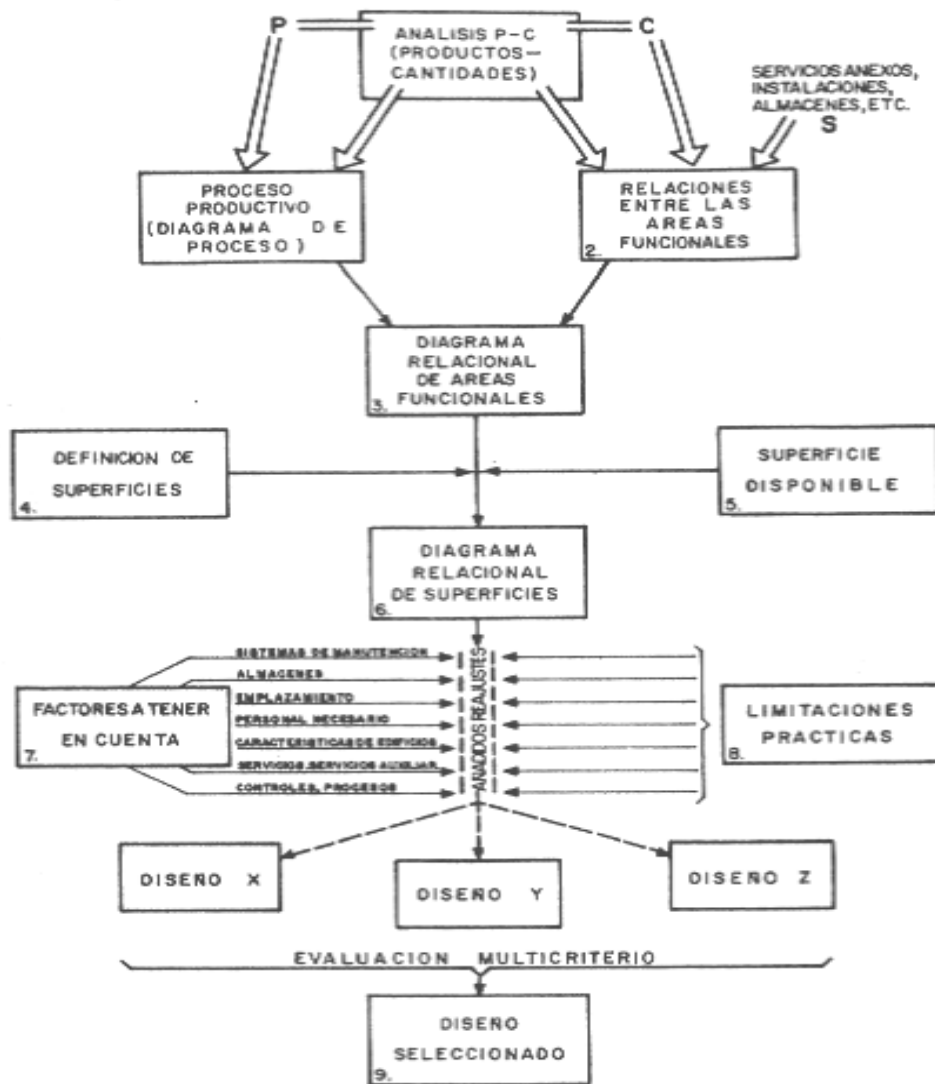 P
ANALISIS P-C
(PRODUCTOS-
CANTIDADES)
C
SERVICIOS ANEXOS,
INSTALACIONES,
ALMACENES, ETC.
S
PROCESO
PRODUCTIVO
(DIAGRAMA DE
PROCESO)
RELACIONES
ENTRE LAS
AREAS
FUNCIONALES
2.
DIAGRAMA
RELACIONAL
DE AREAS
FUNCIONALES
3.
DEFINICION DE
SUPERFICIES
4.
SUPERFICIE
DISPONIBLE
5.
DIAGRAMA
RELACIONAL
DE SUPERFICIES
6.
FACTORES A TENER
EN CUENTA
7.
SISTEMAS DE MANUTENCION
ALMACENES
EMPLAZAMIENTO
PERSONAL NECESARIO
CARACTERISTICAS DE EDIFICIOS
SERVICIOS, SERVICIOS AUXILIAR.
CONTROLES, PROCESOS
AÑADIDOS REAJUSTES
LIMITACIONES
PRACTICAS
8.
DISEÑO X
DISEÑO Y
DISEÑO Z
EVALUACION MULTICRITERIO
DISEÑO
SELECCIONADO
9.